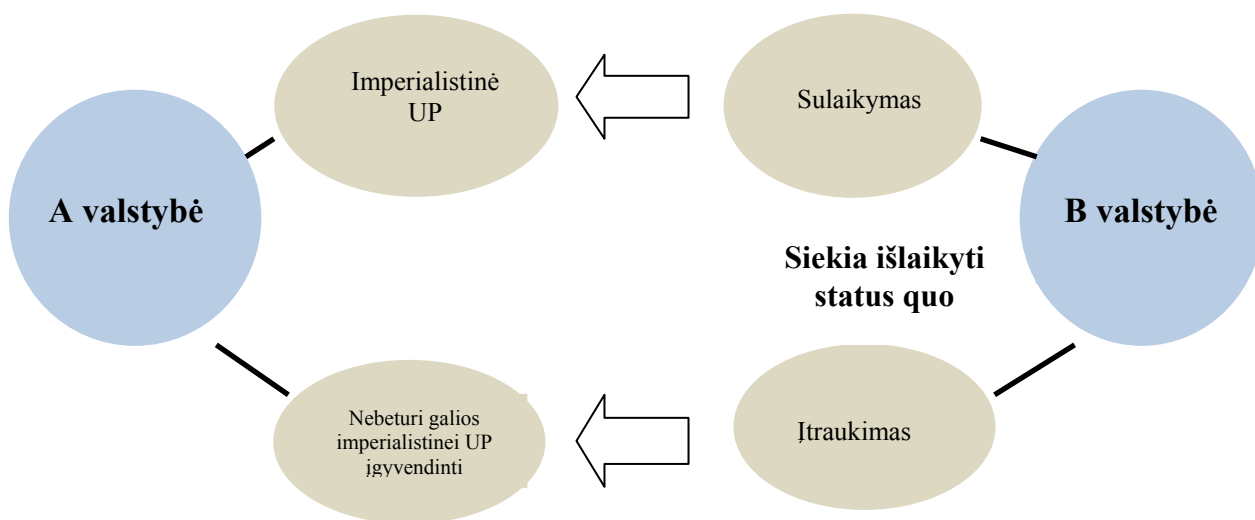 Imperialistinė
UP
Sulaikymas
A valstybė
B valstybė
Siekia išlaikyti
status quo
Nebeturi galios
imperialistinei UP
įgyvendinti
Įtraukimas